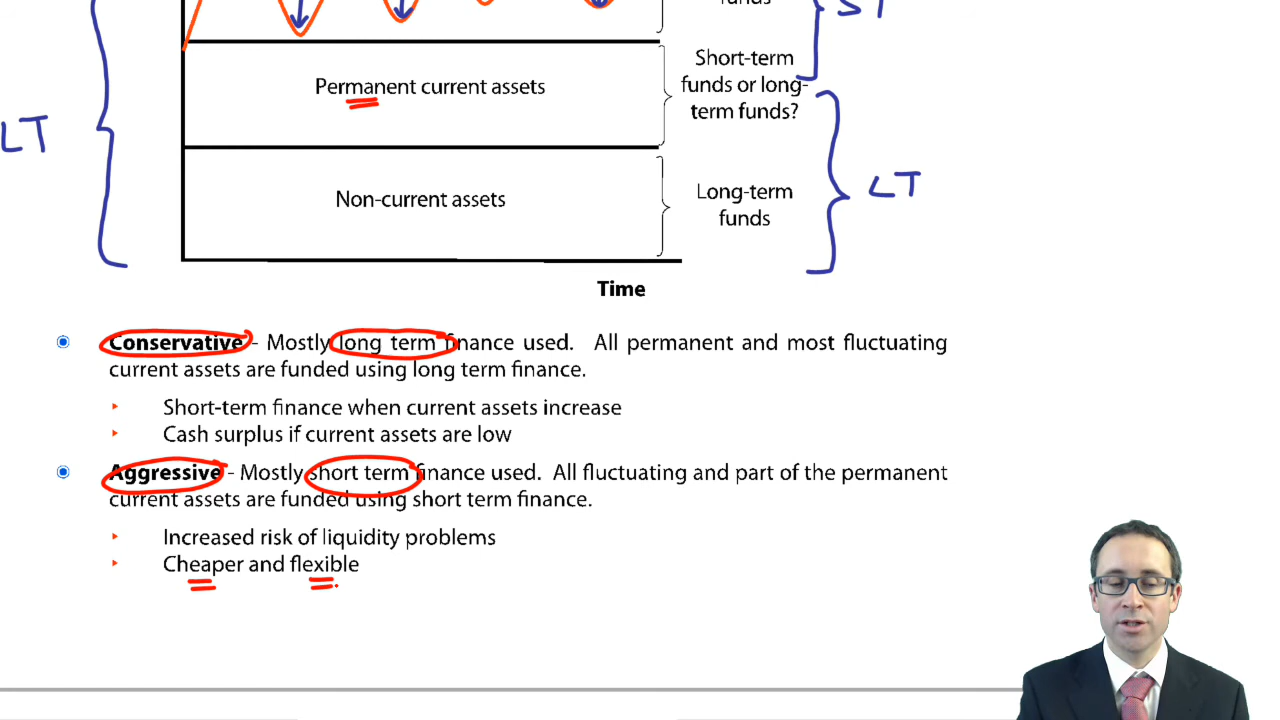 funds
ST
Short-term
funds or long-
term funds?
Permanent current assets
LT
Non-current assets
Long-term
funds
LT
Time
Conservative - Mostly long term finance used. All permanent and most fluctuating
current assets are funded using long term finance.
Short-term finance when current assets increase
Cash surplus if current assets are low
Aggressive - Mostly short term finance used. All fluctuating and part of the permanent
current assets are funded using short term finance.
Increased risk of liquidity problems
Cheaper and flexible